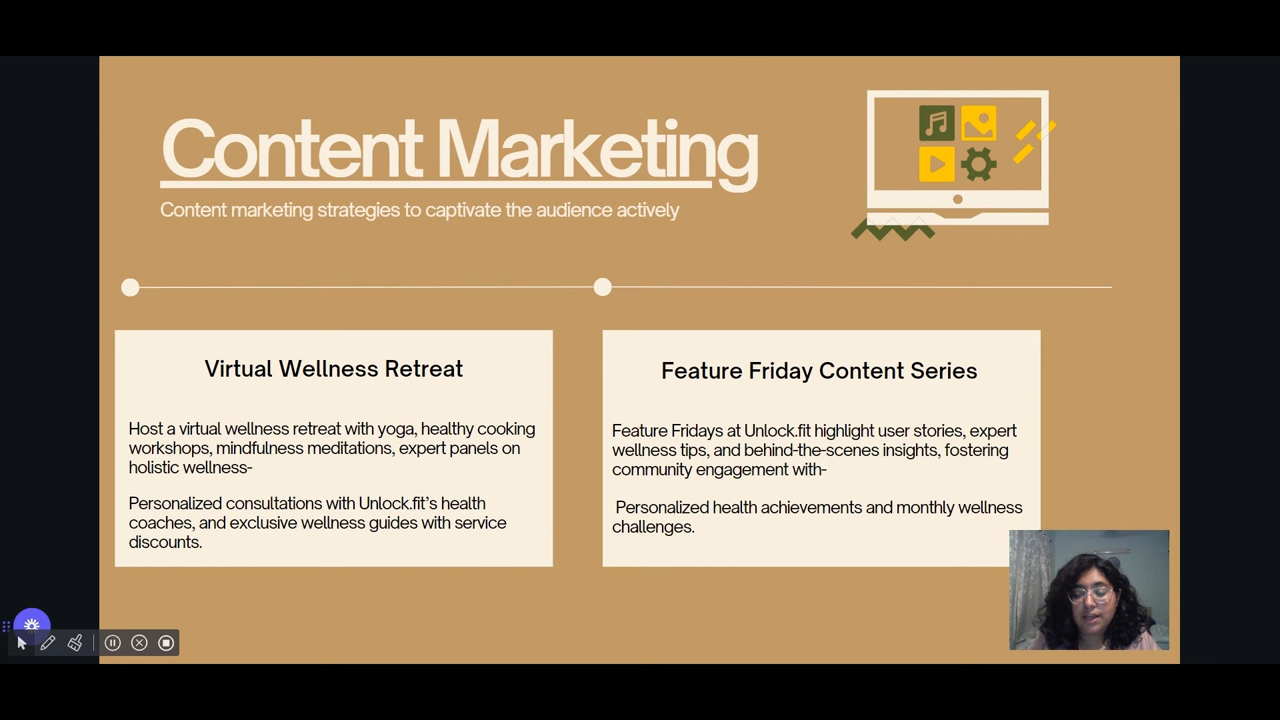 Content Marketing
Content marketing strategies to captivate the audience actively
Virtual Wellness Retreat
Host a virtual wellness retreat with yoga, healthy cooking
workshops, mindfulness meditations, expert panels on
holistic wellness-
Personalized consultations with Unlock.fit’s health
coaches, and exclusive wellness guides with service
discounts.
Feature Friday Content Series
Feature Fridays at Unlock.fit highlight user stories, expert
wellness tips, and behind-the-scenes insights, fostering
community engagement with-
Personalized health achievements and monthly wellness
challenges.